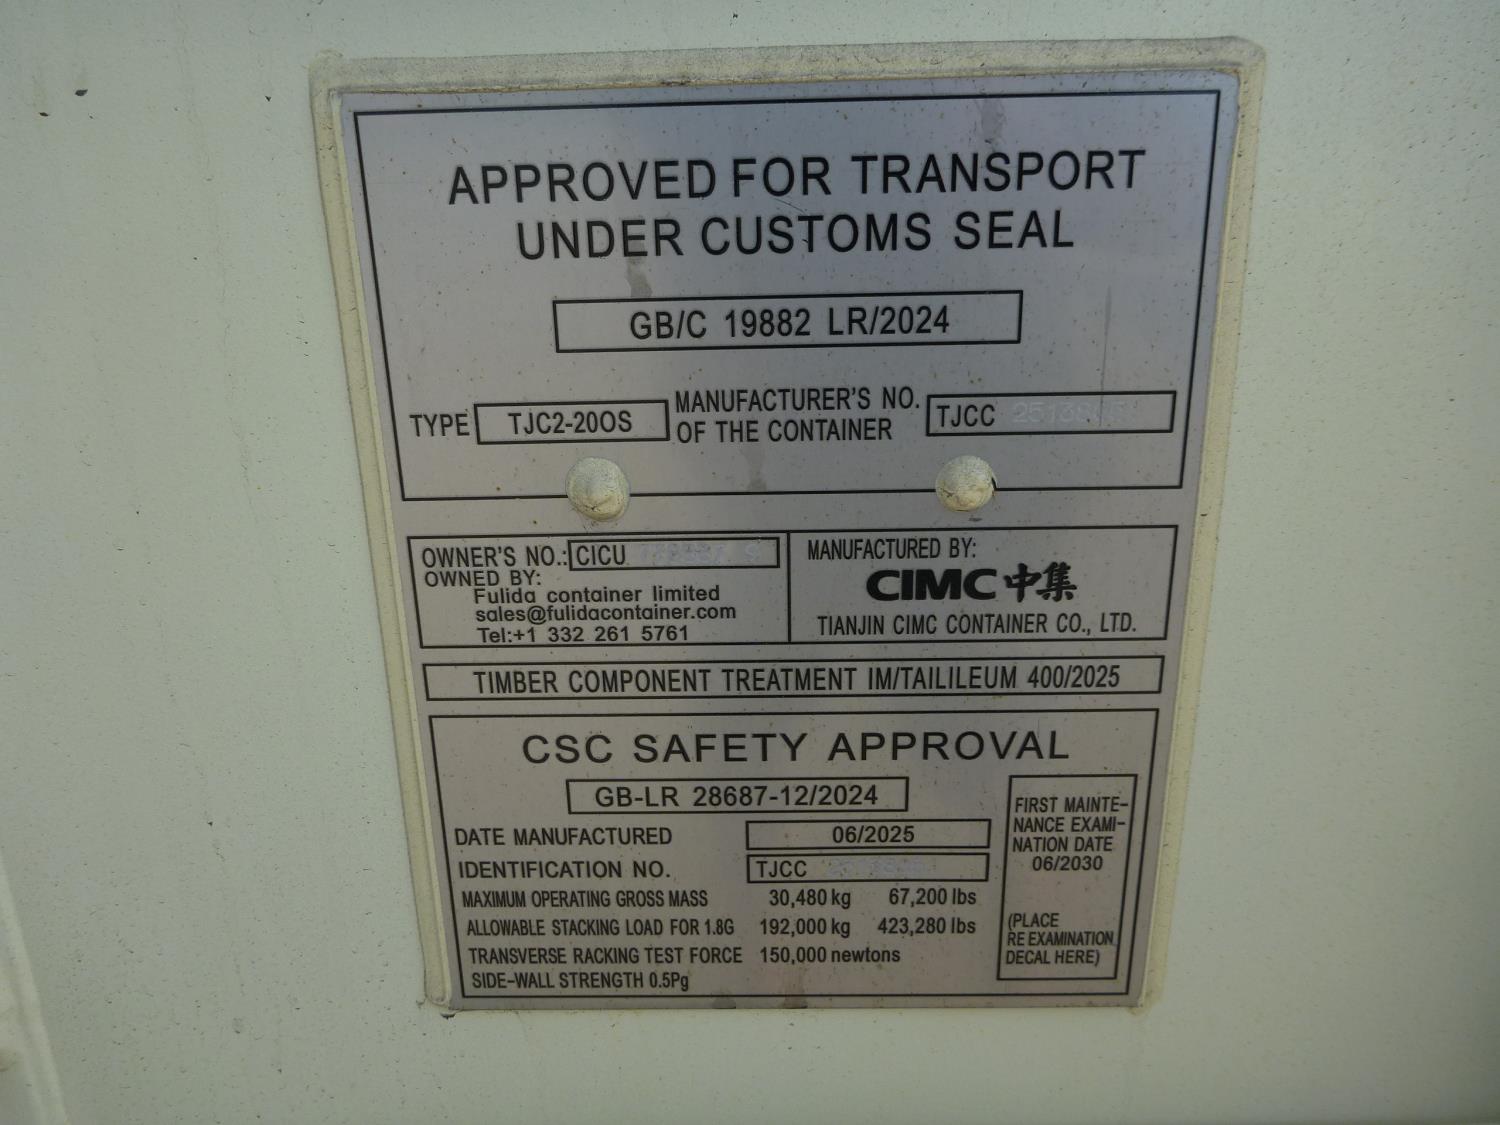 APPROVED FOR TRANSPORT
UNDER CUSTOMS SEAL
GB/C 19882 LR/2024
TYPE TJC2-20OS MANUFACTURER'S NO.
OF THE CONTAINER TJCC
OWNER'S NO.: CICU
OWNED BY:
Fulida container limited
sales@fulidacontainer.com
Tel:+1 332 261 5761
MANUFACTURED BY:
CIMC中集
TIANJIN CIMC CONTAINER CO., LTD.
TIMBER COMPONENT TREATMENT IM/TAILILEUM 400/2025
CSC SAFETY APPROVAL
GB-LR 28687-12/2024
DATE MANUFACTURED 06/2025
IDENTIFICATION NO. TJCC
MAXIMUM OPERATING GROSS MASS 30,480 kg 67,200 lbs
ALLOWABLE STACKING LOAD FOR 1.8G 192,000 kg 423,280 lbs
TRANSVERSE RACKING TEST FORCE 150,000 newtons
SIDE-WALL STRENGTH 0.5Pg
FIRST MAINTE-
NANCE EXAMI-
NATION DATE
06/2030
(PLACE
RE EXAMINATION
DECAL HERE)